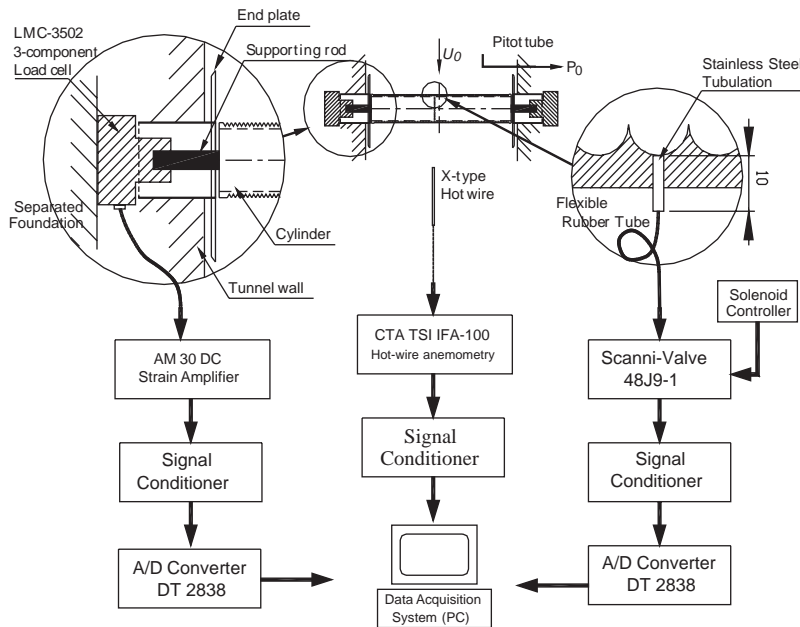 LMC-3502
3-component
Load cell
End plate
Supporting rod
U0
Pitot tube
P0
Stainless Steel
Tubulation
X-type
Hot wire
10
Flexible
Rubber Tube
Separated
Foundation
Cylinder
Tunnel wall
Solenoid
Controller
AM 30 DC
Strain Amplifier
CTA TSI IFA-100
Hot-wire anemometry
Scanni-Valve
48J9-1
Signal
Conditioner
Signal
Conditioner
Signal
Conditioner
A/D Converter
DT 2838
Data Acquisition
System (PC)
A/D Converter
DT 2838